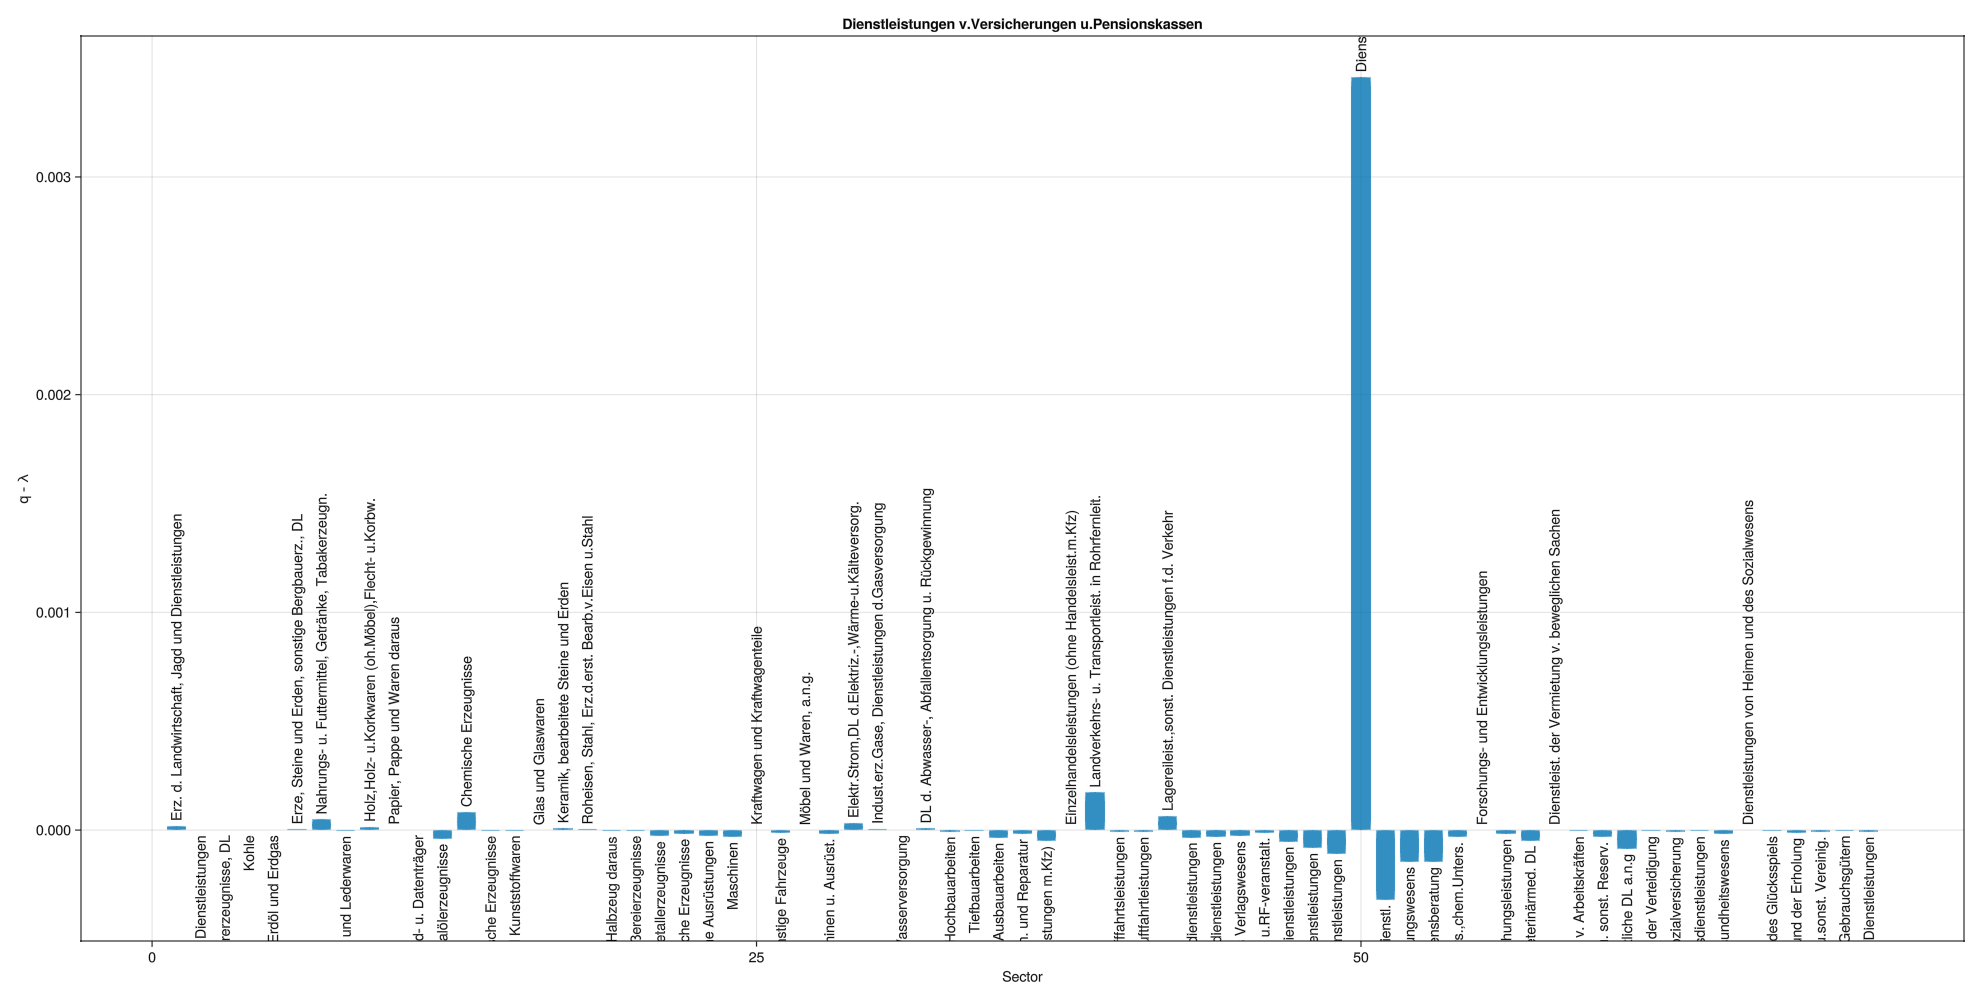 Dienstleistungen v.Versicherungen u.Pensionskassen
q - λ
0.003
0.002
0.001
0.000
Erz. d. Landwirtschaft, Jagd und Dienstleistungen
Dienstleistungen
rerzeugnisse, DL
Kohle
Erdöl und Erdgas
Erze, Steine und Erden, sonstige Bergbauerz., DL
Nahrungs- u. Futtermittel, Getränke, Tabakerzeugn.
und Lederwaren
Holz,Holz- u.Korkwaren (oh.Möbel),Flecht- u.Korbw.
Papier, Pappe und Waren daraus
d- u. Datenträger
alölerzeugnisse
Chemische Erzeugnisse
sche Erzeugnisse
Kunststoffwaren
Glas und Glaswaren
Keramik, bearbeitete Steine und Erden
Roheisen, Stahl, Erz.d.erst. Bearb.v.Eisen u.Stahl
Halbzeug daraus
Bereierzeugnisse
etallerzeugnisse
che Erzeugnisse
e Ausrüstungen
Maschinen
Kraftwagen und Kraftwagenteile
stige Fahrzeuge
Möbel und Waren, a.n.g.
inen u. Ausrüst.
Elektr.Strom,DL d.Elektriz.-,Wärme-u.Kälteversorg.
Indust.erz.Gase, Dienstleistungen d.Gasversorgung
asserversorgung
DL d. Abwasser-, Abfallentsorgung u. Rückgewinnung
Hochbauarbeiten
Tiefbauarbeiten
Ausbauarbeiten
. und Reparatur
stungen m.Kfz)
Einzelhandelsleistungen (ohne Handelsleist.m.Kfz)
Landverkehrs- u. Transportleist. in Rohrfernleit.
ffahrtsleistungen
uftfahrtleistungen
Lagereileist.,sonst. Dienstleistungen f.d. Verkehr
dienstleistungen
dienstleistungen
Verlagswesens
u.RF-veranstalt.
ienstleistungen
enstleistungen
nstleistungen
Diens
ienstl.
ungswesens
ensberatung
s.,chem.Unters.
Forschungs- und Entwicklungsleistungen
hungsleistungen
eterinärmed. DL
Dienstleist. der Vermietung v. beweglichen Sachen
v. Arbeitskräften
. sonst. Reserv.
tliche DL a.n.g
der Verteidigung
ozialversicherung
sdienstleistungen
undheitswesens
Dienstleistungen von Heimen und des Sozialwesens
des Glücksspiels
und der Erholung
u.sonst. Vereinig.
Gebrauchsgütern
Dienstleistungen
0
25
50
Sector